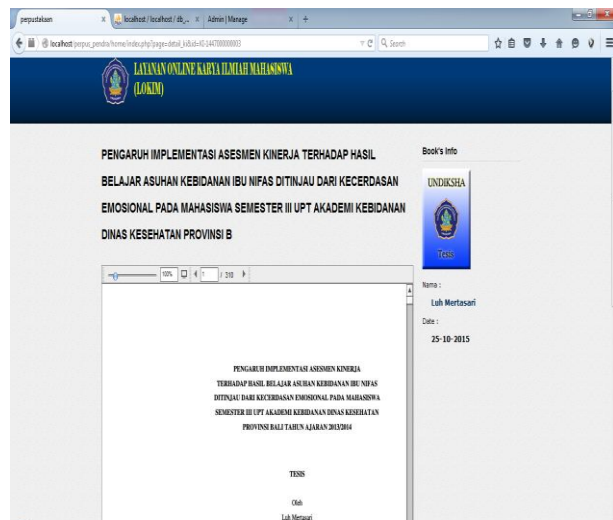 perpustakaan
localhost / localhost / db_...
Admin | Manage
localhost/perpus_pendra/home/index.php?page=detail_ki&id=KI-1447000000003
Search
LAYANAN ONLINE KARYA ILMIAH MAHASISWA
(LOKIM)
PENGARUH IMPLEMENTASI ASESMEN KINERJA TERHADAP HASIL
BELAJAR ASUHAN KEBIDANAN IBU NIFAS DITINJAU DARI KECERDASAN
EMOSIONAL PADA MAHASISWA SEMESTER III UPT AKADEMI KEBIDANAN
DINAS KESEHATAN PROVINSI B
Book's Info
UNDIKSHA
Tesis
Nama :
Luh Mertasari
Date :
25-10-2015
100%
1 / 310
PENGARUH IMPLEMENTASI ASESMEN KINERJA
TERHADAP HASIL BELAJAR ASUHAN KEBIDANAN IBU NIFAS
DITINJAU DARI KECERDASAN EMOSIONAL PADA MAHASISWA
SEMESTER III UPT AKADEMI KEBIDANAN DINAS KESEHATAN
PROVINSI BALI TAHUN AJARAN 2013/2014
TESIS
Oleh
Luh Mertasari